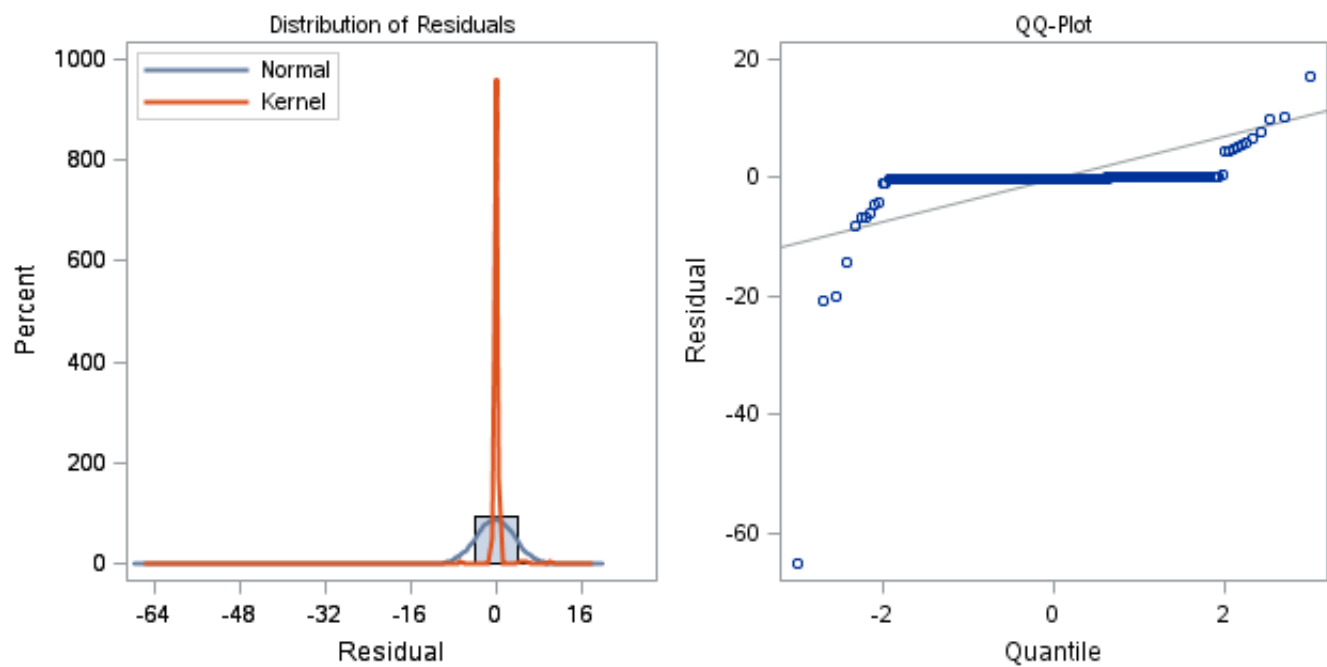 Distribution of Residuals
1000
800
600
400
200
0
Percent
Normal
Kernel
-64 -48 -32 -16 0 16
Residual
QQ-Plot
20
0
-20
-40
-60
Residual
-2 0 2
Quantile